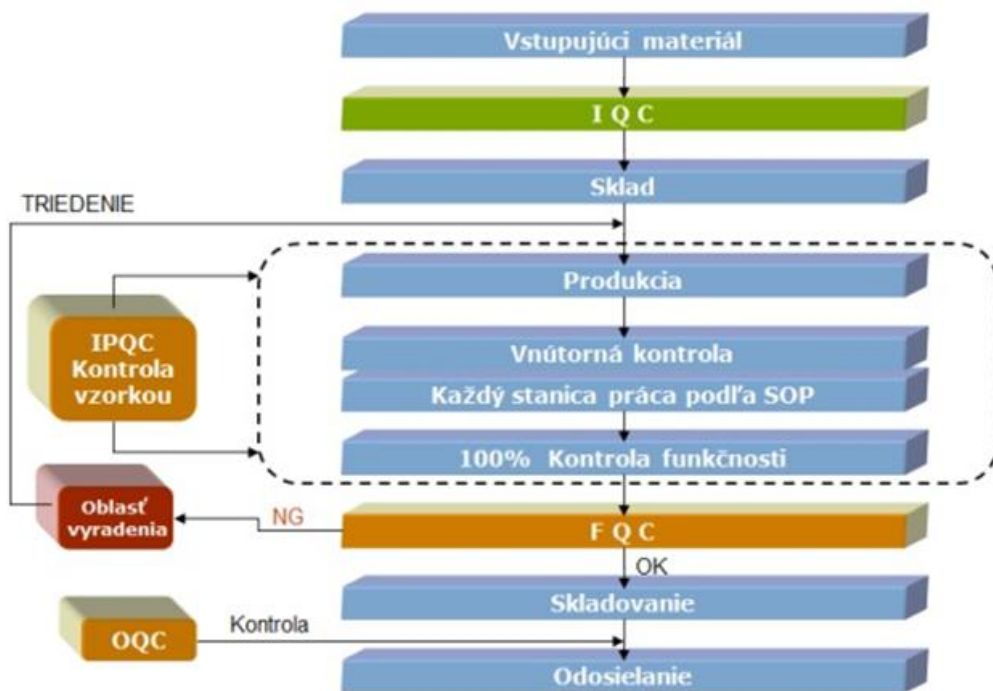 Vstupujúci materiál
I Q C
Sklad
TRIEDENIE
Produkcia
IPQC
Kontrola
vzorkou
Vnútorná kontrola
Každý stanica práca podľa SOP
100% Kontrola funkčnosti
Oblasť
vyradenia
NG
F Q C
OK
Skladovanie
OQC
Kontrola
Odosielanie